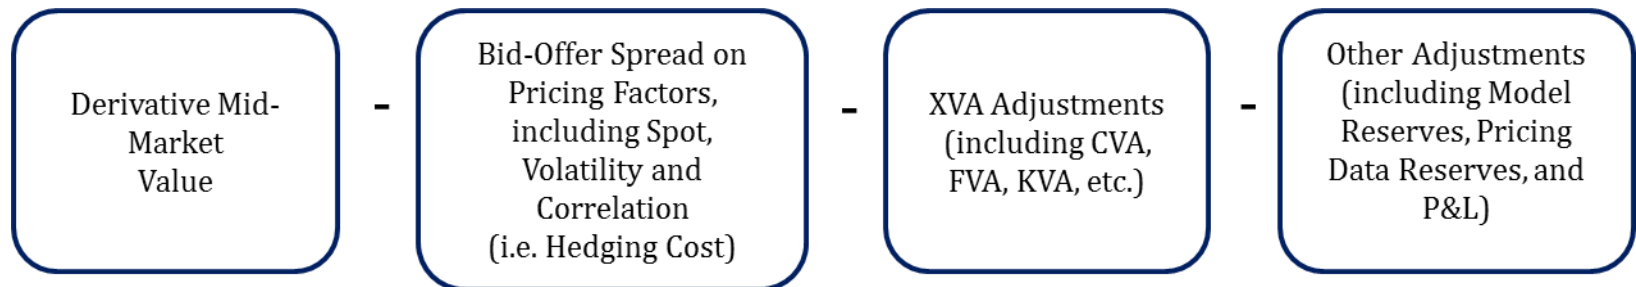 Derivative Mid-
Market
Value
-
Bid-Offer Spread on
Pricing Factors,
including Spot,
Volatility and
Correlation
(i.e. Hedging Cost)
-
XVA Adjustments
(including CVA,
FVA, KVA, etc.)
-
Other Adjustments
(including Model
Reserves, Pricing
Data Reserves, and
P&L)